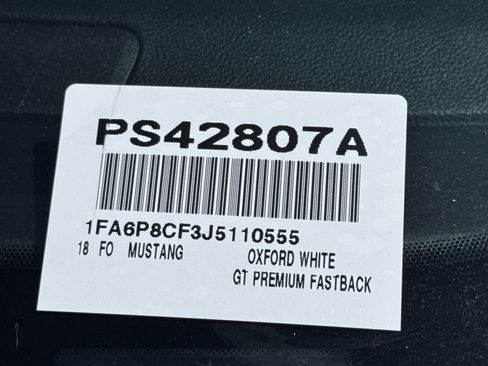 PS42807A
1FA6P8CF3J5110555
18 FO MUSTANG OXFORD WHITE
GT PREMIUM FASTBACK